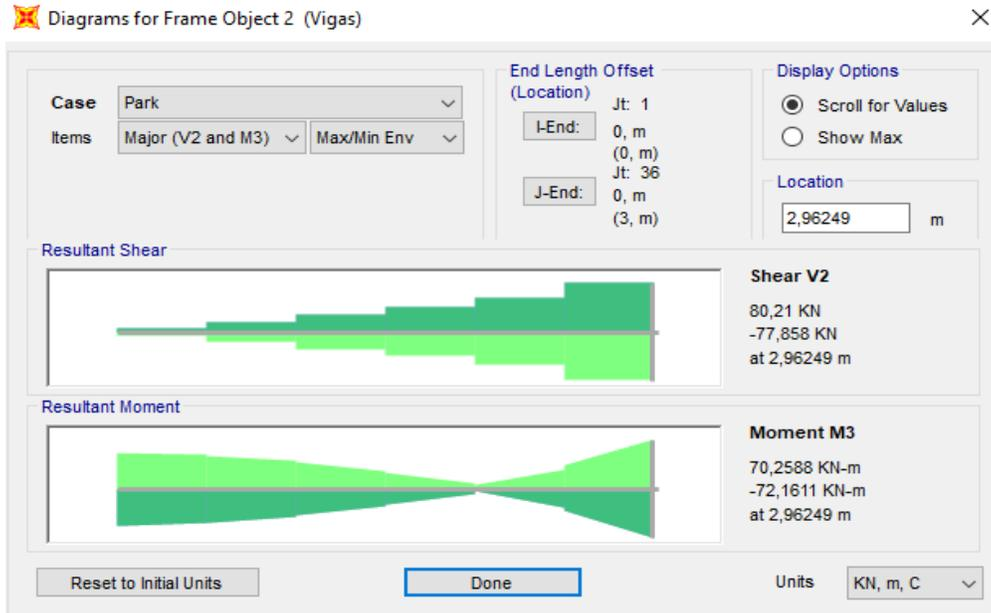 Diagrams for Frame Object 2 (Vigas)
Case Park
Items Major (V2 and M3) Max/Min Env
End Length Offset
(Location)
I-End:
Jt: 1
0, m
(0, m)
J-End:
Jt: 36
0, m
(3, m)
Display Options
Scroll for Values
Show Max
Location
2,96249 m
Resultant Shear
Shear V2
80,21 KN
-77,858 KN
at 2,96249 m
Resultant Moment
Moment M3
70,2588 KN-m
-72,1611 KN-m
at 2,96249 m
Reset to Initial Units
Done
Units KN, m, C